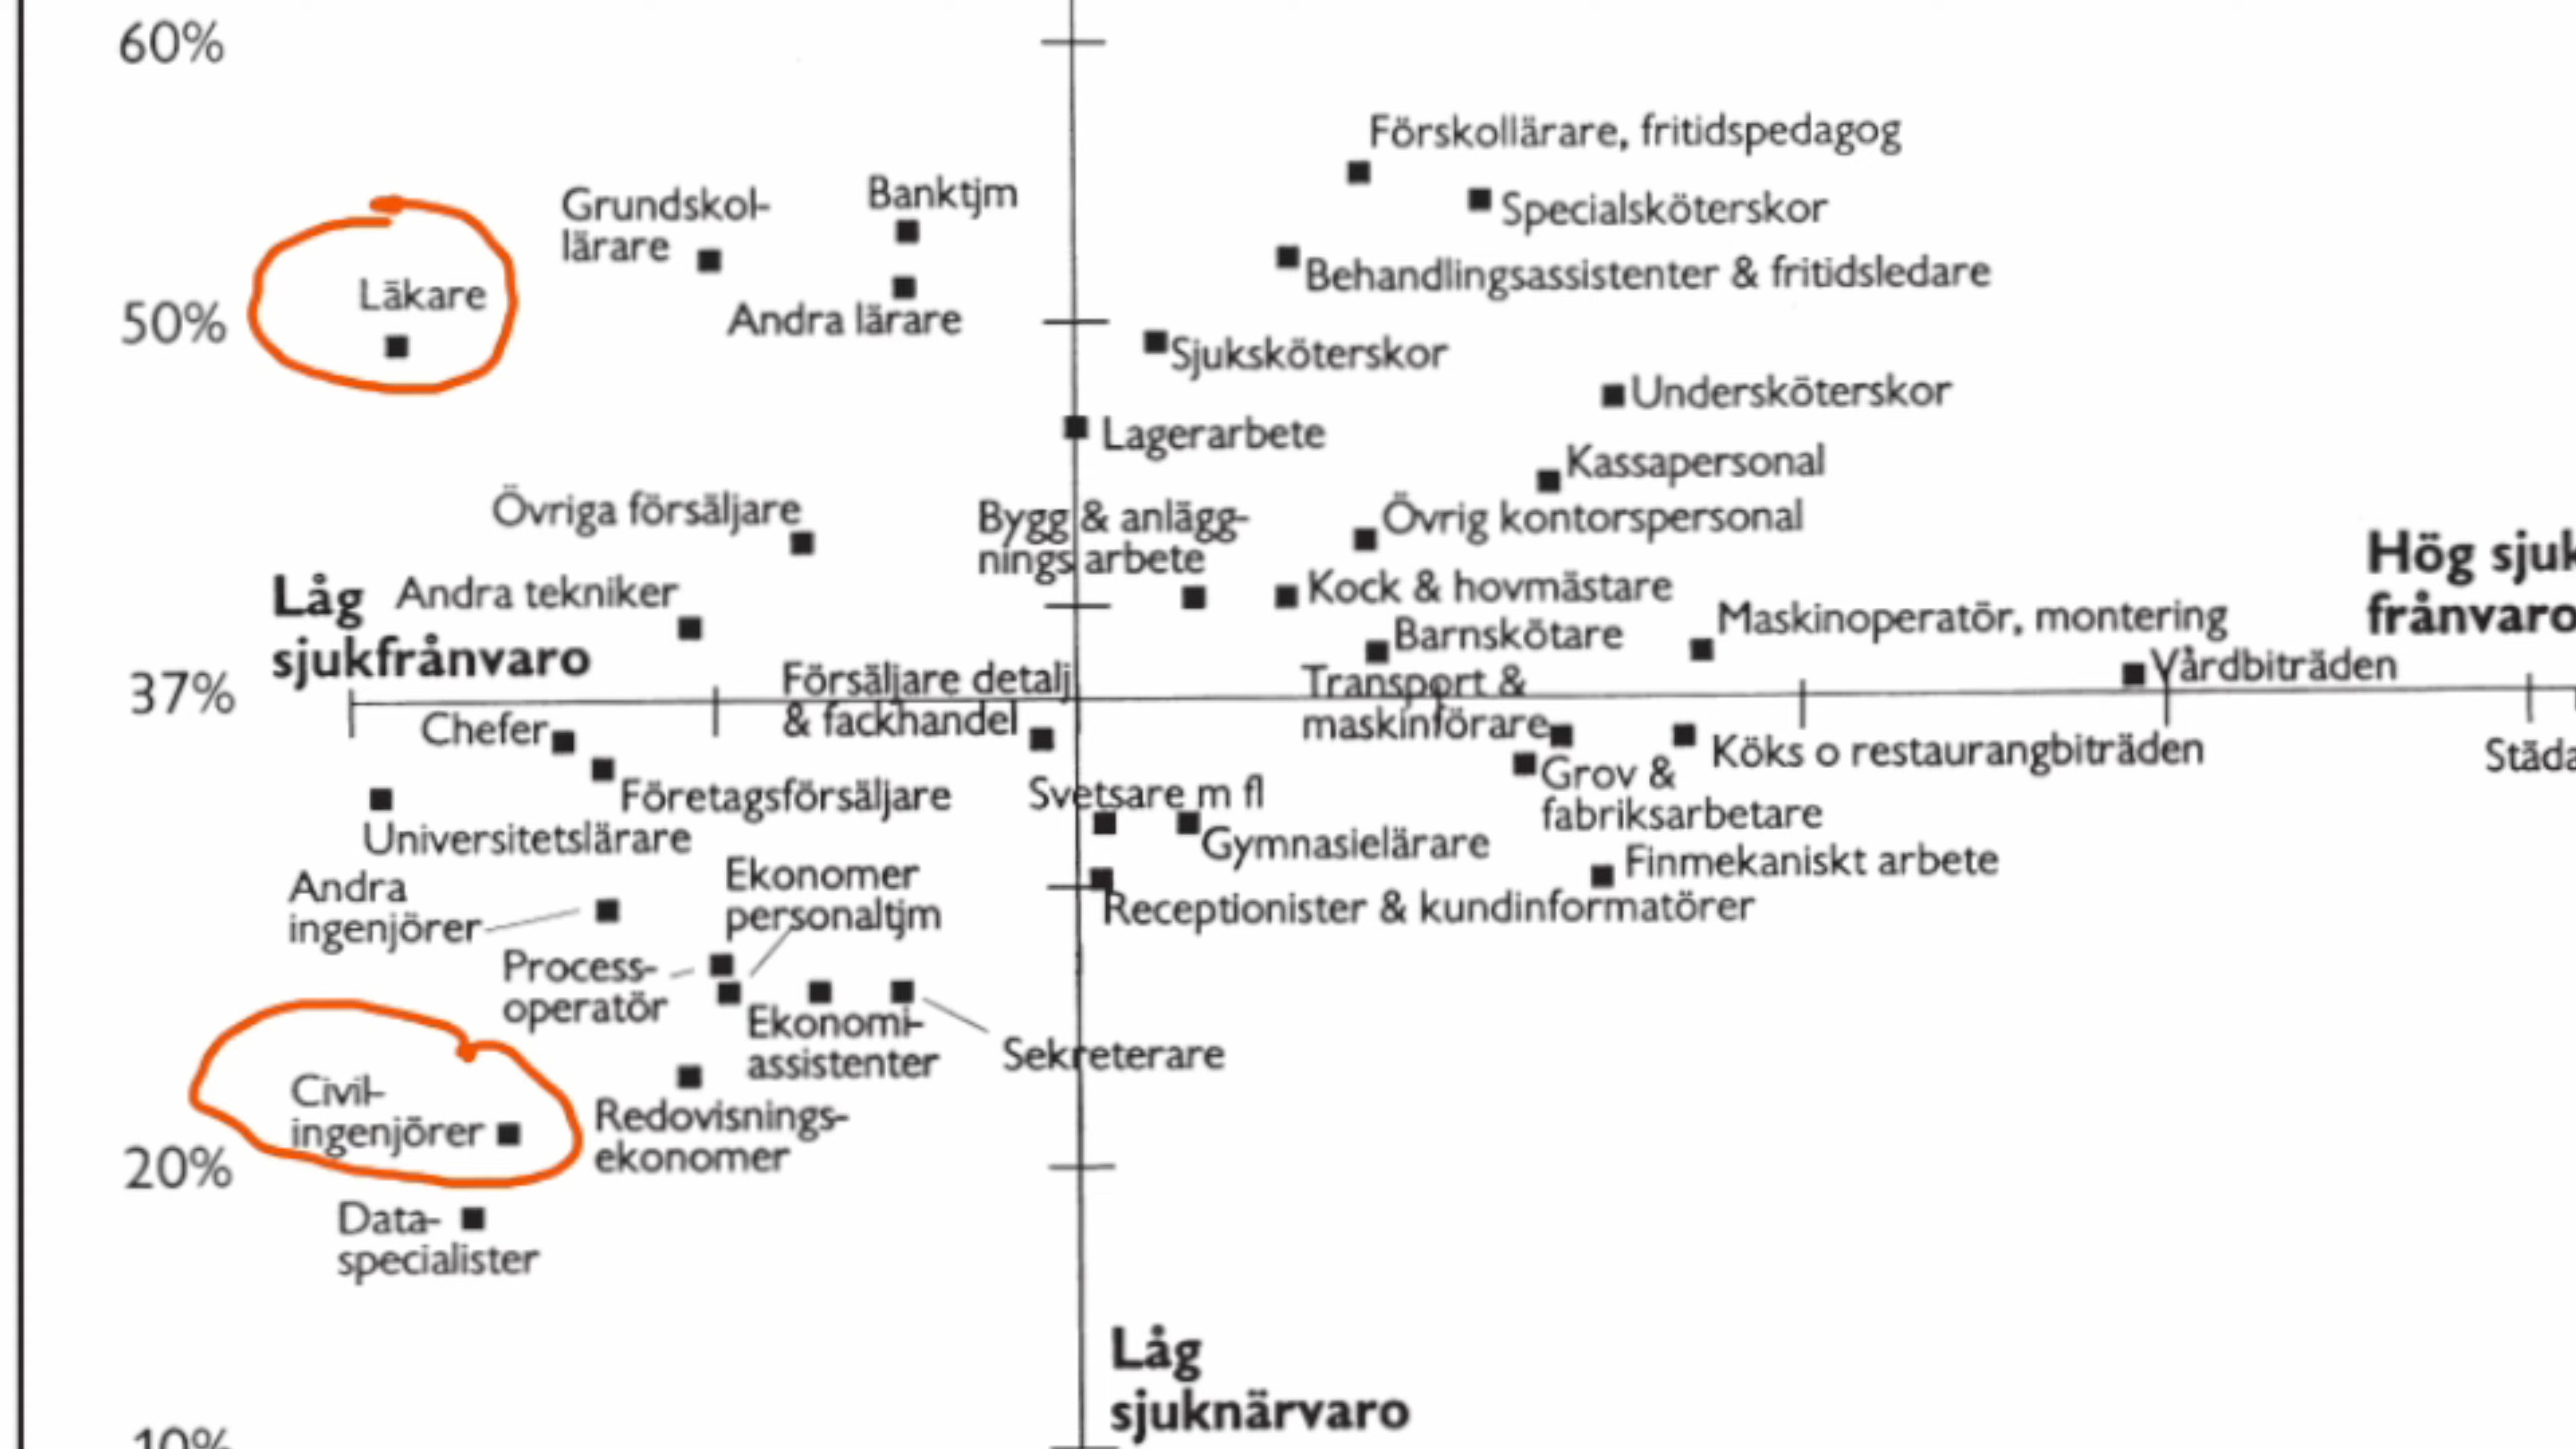 60%
Förskollärare, fritidspedagog
Grundskol-
lärare
Banktjm
Specialsköterskor
Behandlingsassistenter & fritidsledare
Läkare
50%
Andra lärare
Sjuksköterskor
Undersköterskor
Lagerarbete
Kassapersonal
Övriga försäljare
Bygg & anlägg-
nings arbete
Övrig kontorspersonal
Hög sjuk
frånvaro
Låg
sjukfrånvaro
Andra tekniker
Kock & hovmästare
Barnskötare
Maskinoperatör, montering
Vårdbiträden
37%
Försäljare detalj
& fackhandel
Transport &
maskinförare
Chefer
Köks o restaurangbiträden
Städa
Företagsförsäljare
Svetsare m fl
Grov &
fabriksarbetare
Universitetslärare
Gymnasielärare
Andra
ingenjörer
Ekonomer
personaltjm
Finmekaniskt arbete
Receptionister & kundinformatörer
Process-
operatör
Ekonomi-
assistenter
Sekreterare
Civil-
ingenjörer
Redovisnings-
ekonomer
20%
Data-
specialister
Låg
sjuknärvaro
10%